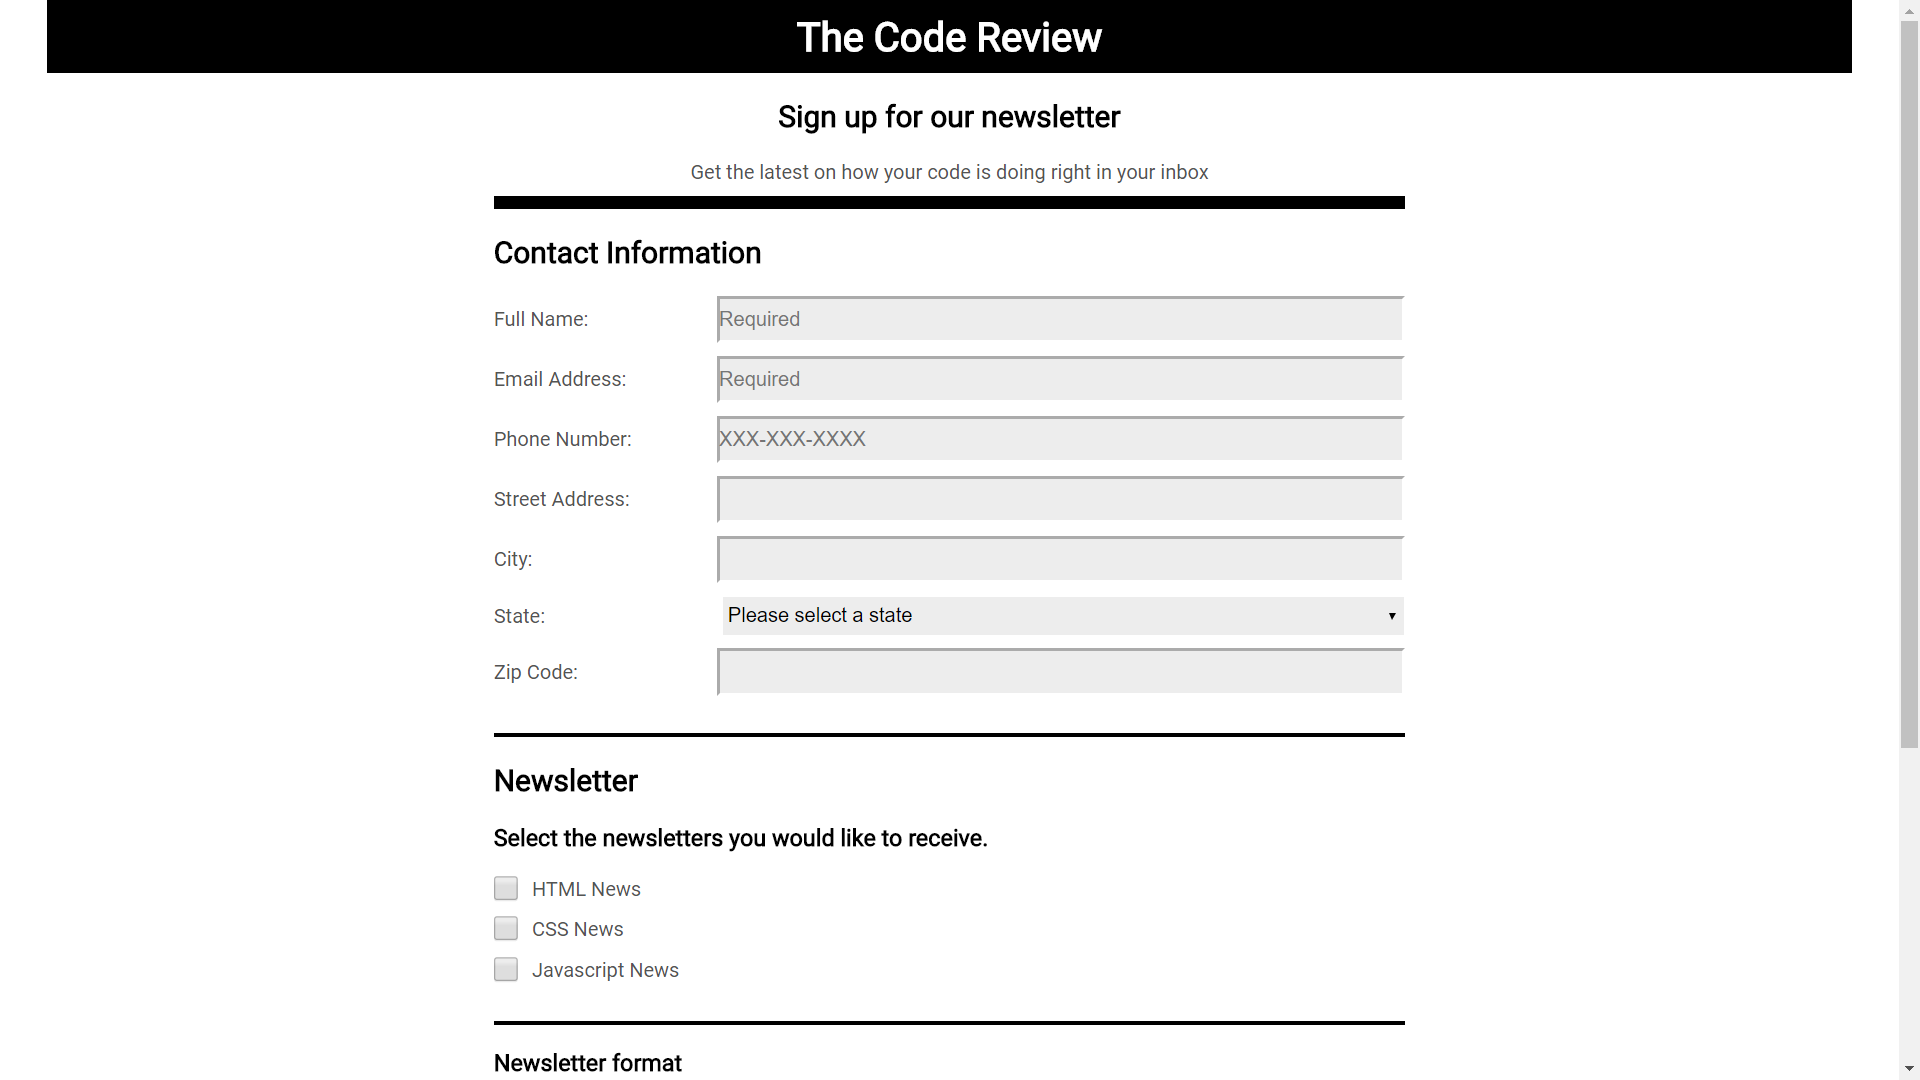 The Code Review
Sign up for our newsletter
Get the latest on how your code is doing right in your inbox
Contact Information
Full Name: Required
Email Address: Required
Phone Number: XXX-XXX-XXXX
Street Address:
City:
State: Please select a state
Zip Code:
Newsletter
Select the newsletters you would like to receive.
HTML News
CSS News
Javascript News
Newsletter format